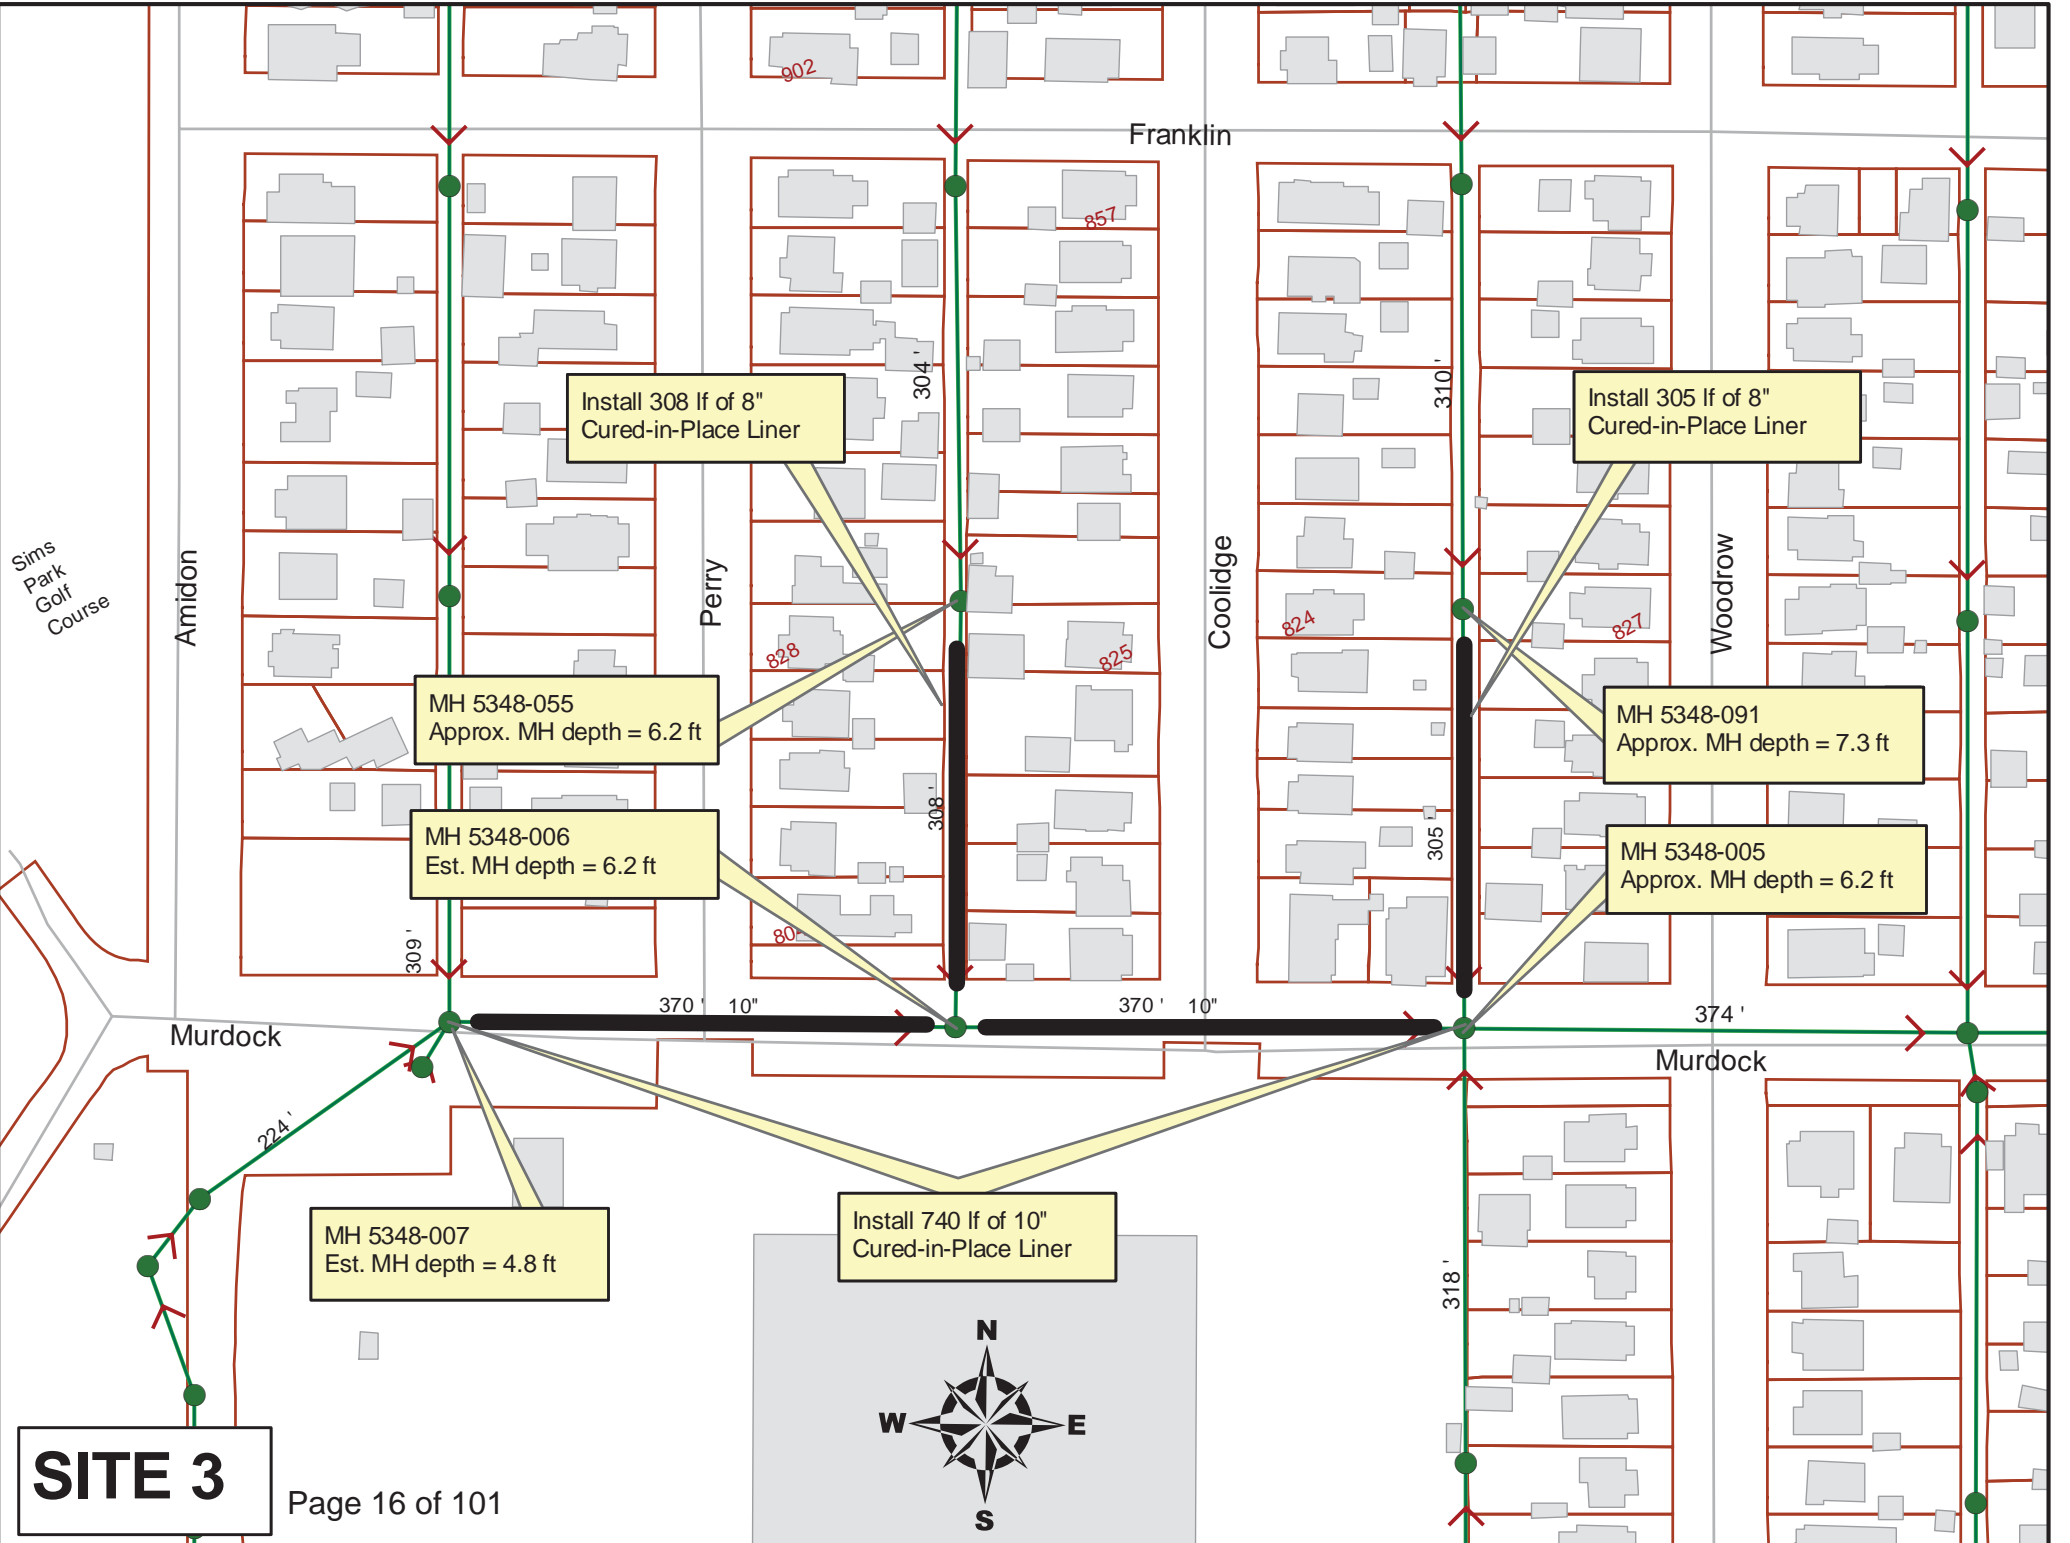 902
Franklin
857
304 '
310 '
Install 308 lf of 8"
Cured-in-Place Liner
Install 305 lf of 8"
Cured-in-Place Liner
Sims
Park
Golf
Course
Amidon
Perry
Coolidge
Woodrow
824
827
828
825
MH 5348-055
Approx. MH depth = 6.2 ft
MH 5348-091
Approx. MH depth = 7.3 ft
308 '
305 '
MH 5348-006
Est. MH depth = 6.2 ft
MH 5348-005
Approx. MH depth = 6.2 ft
309 '
370 ' 10"
370 ' 10"
374 '
Murdock
Murdock
224 '
MH 5348-007
Est. MH depth = 4.8 ft
Install 740 lf of 10"
Cured-in-Place Liner
318 '
N
W E
S
SITE 3
Page 16 of 101